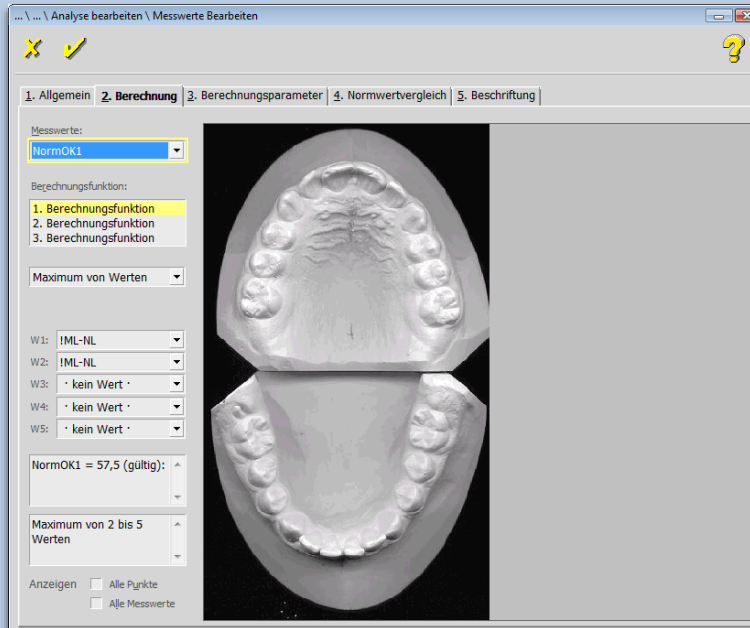 ... \ ... \ Analyse bearbeiten \ Messwerte Bearbeiten
1. Allgemein 2. Berechnung 3. Berechnungsparameter 4. Normwertvergleich 5. Beschriftung
Messwerte:
NormOK1
Berechnungsfunktion:
1. Berechnungsfunktion
2. Berechnungsfunktion
3. Berechnungsfunktion
Maximum von Werten
W1: !ML-NL
W2: !ML-NL
W3: · kein Wert ·
W4: · kein Wert ·
W5: · kein Wert ·
NormOK1 = 57,5 (gültig):
Maximum von 2 bis 5
Werten
Anzeigen Alle Punkte
Alle Messwerte